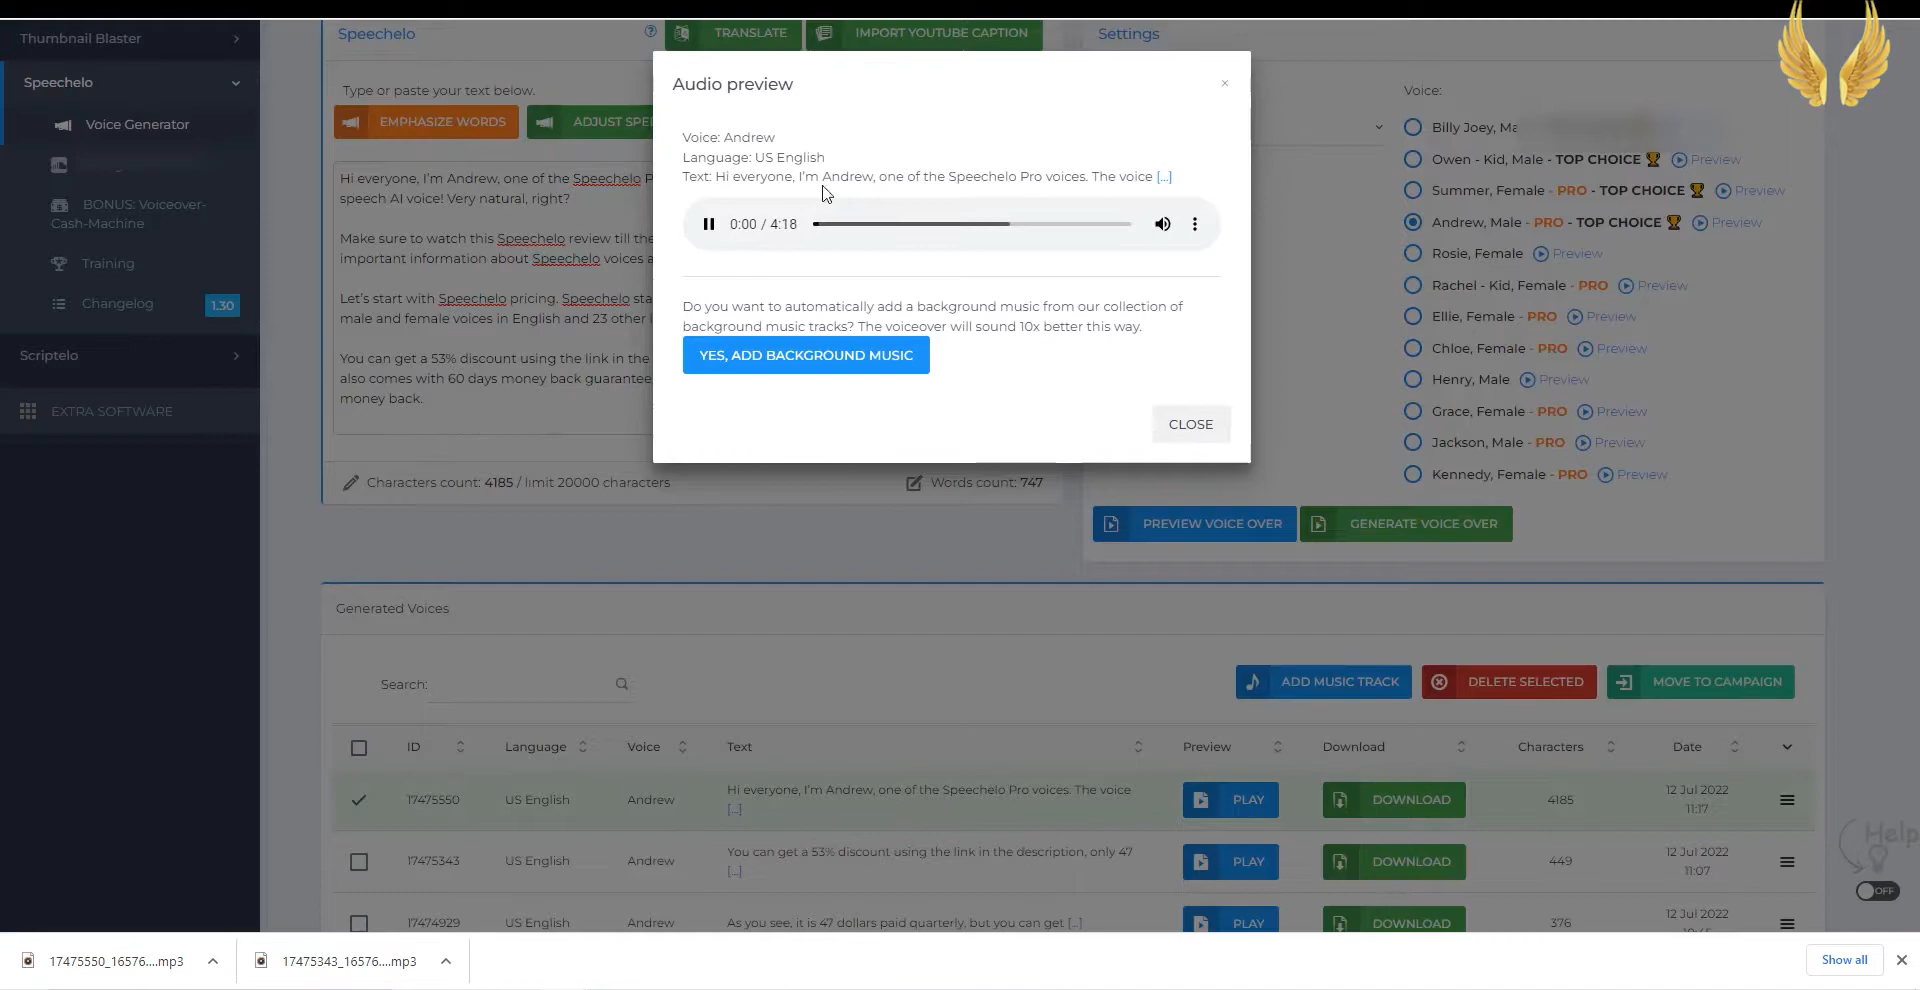 Thumbnail Blaster
Speechelo
Voice Generator
BONUS: Voiceover-
Cash-Machine
Training
Changelog
1.30
Scriptelo
EXTRA SOFTWARE
Speechelo
TRANSLATE
IMPORT YOUTUBE CAPTION
Type or paste your text below.
EMPHASIZE WORDS
ADJUST
Hi everyone, I'm Andrew, one of the Speechelo P
speech AI voice! Very natural, right?
Make sure to watch this Speechelo review till the
important information about Speechelo voices a
Let's start with Speechelo pricing. Speechelo sta
male and female voices in English and 23 other l
You can get a 53% discount using the link in the
also comes with 60 days money back guarantee
money back.
Characters count: 4185 / limit 20000 characters
Words count: 747
Audio preview
×
Voice: Andrew
Language: US English
Text: Hi everyone, I'm Andrew, one of the Speechelo Pro voices. The voice [...]
0:00 / 4:18
Do you want to automatically add a background music from our collection of
background music tracks? The voiceover will sound 10x better this way.
YES, ADD BACKGROUND MUSIC
CLOSE
Settings
Voice:
Billy Joey, Ma
Owen - Kid, Male - TOP CHOICE Preview
Summer, Female - PRO - TOP CHOICE Preview
Andrew, Male - PRO - TOP CHOICE Preview
Rosie, Female Preview
Rachel - Kid, Female - PRO Preview
Ellie, Female - PRO Preview
Chloe, Female - PRO Preview
Henry, Male Preview
Grace, Female - PRO Preview
Jackson, Male - PRO Preview
Kennedy, Female - PRO Preview
PREVIEW VOICE OVER
GENERATE VOICE OVER
Generated Voices
Search:
ADD MUSIC TRACK
DELETE SELECTED
MOVE TO CAMPAIGN
ID Language Voice Text Preview Download Characters Date
17475550 US English Andrew Hi everyone, I'm Andrew, one of the Speechelo Pro voices. The voice PLAY DOWNLOAD 4185 12 Jul 2022
[...] 11:17
17475343 US English Andrew You can get a 53% discount using the link in the description, only 47 PLAY DOWNLOAD 449 12 Jul 2022
[...] 11:07
17474929 US English Andrew As you see, it is 47 dollars paid quarterly, but you can get [...] PLAY DOWNLOAD 376 12 Jul 2022
Help
OFF
17475550_16576....mp3
17475343_16576....mp3
Show all